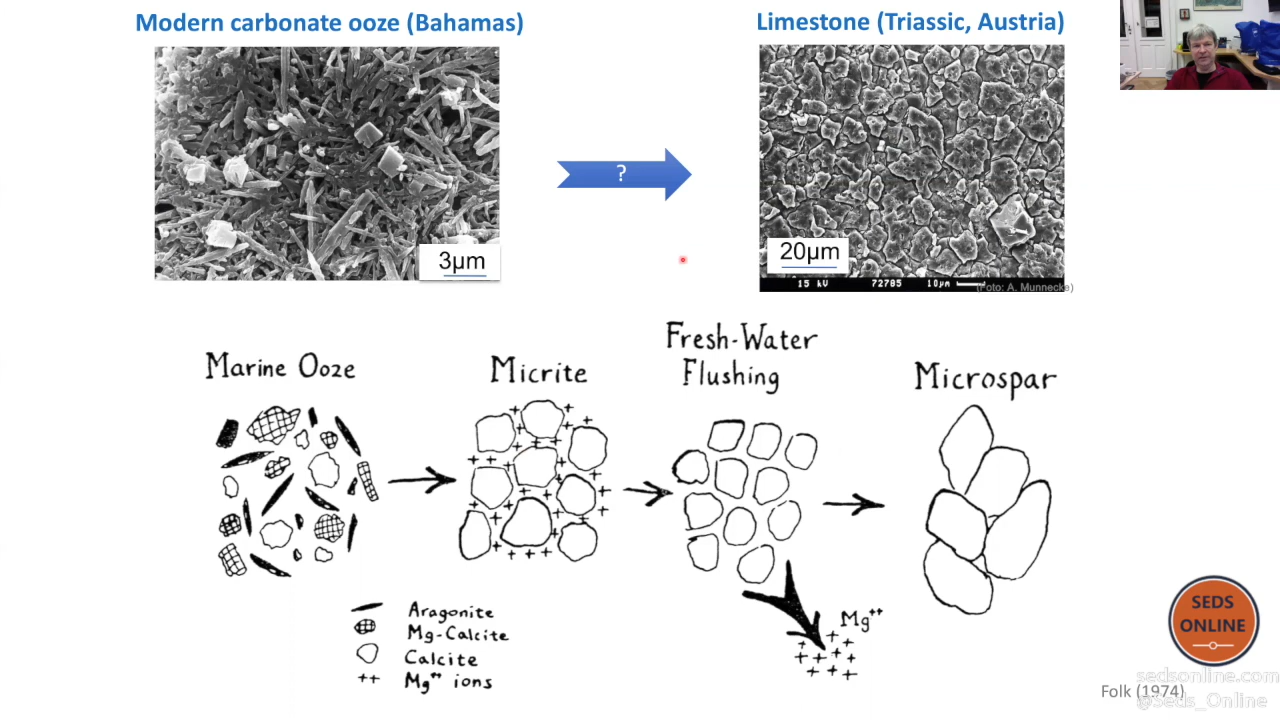 Modern carbonate ooze (Bahamas)
Limestone (Triassic, Austria)
3µm
?
20µm
15 kV 72785 10µm
(Foto: A. Munnecke)
Marine Ooze
Micrite
Fresh-Water
Flushing
Microspar
Aragonite
Mg-Calcite
Calcite
++ Mg++ ions
Mg++
SEDS
ONLINE
sedsonline.com
Folk (1974)
@Seds_Online